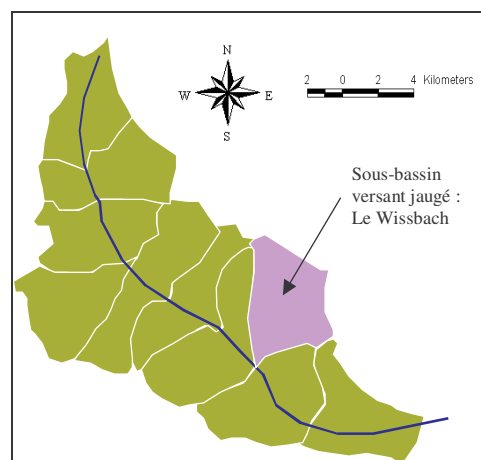 N
W E
S
2 0 2 4 Kilometers
Sous-bassin
versant jaugé :
Le Wissbach